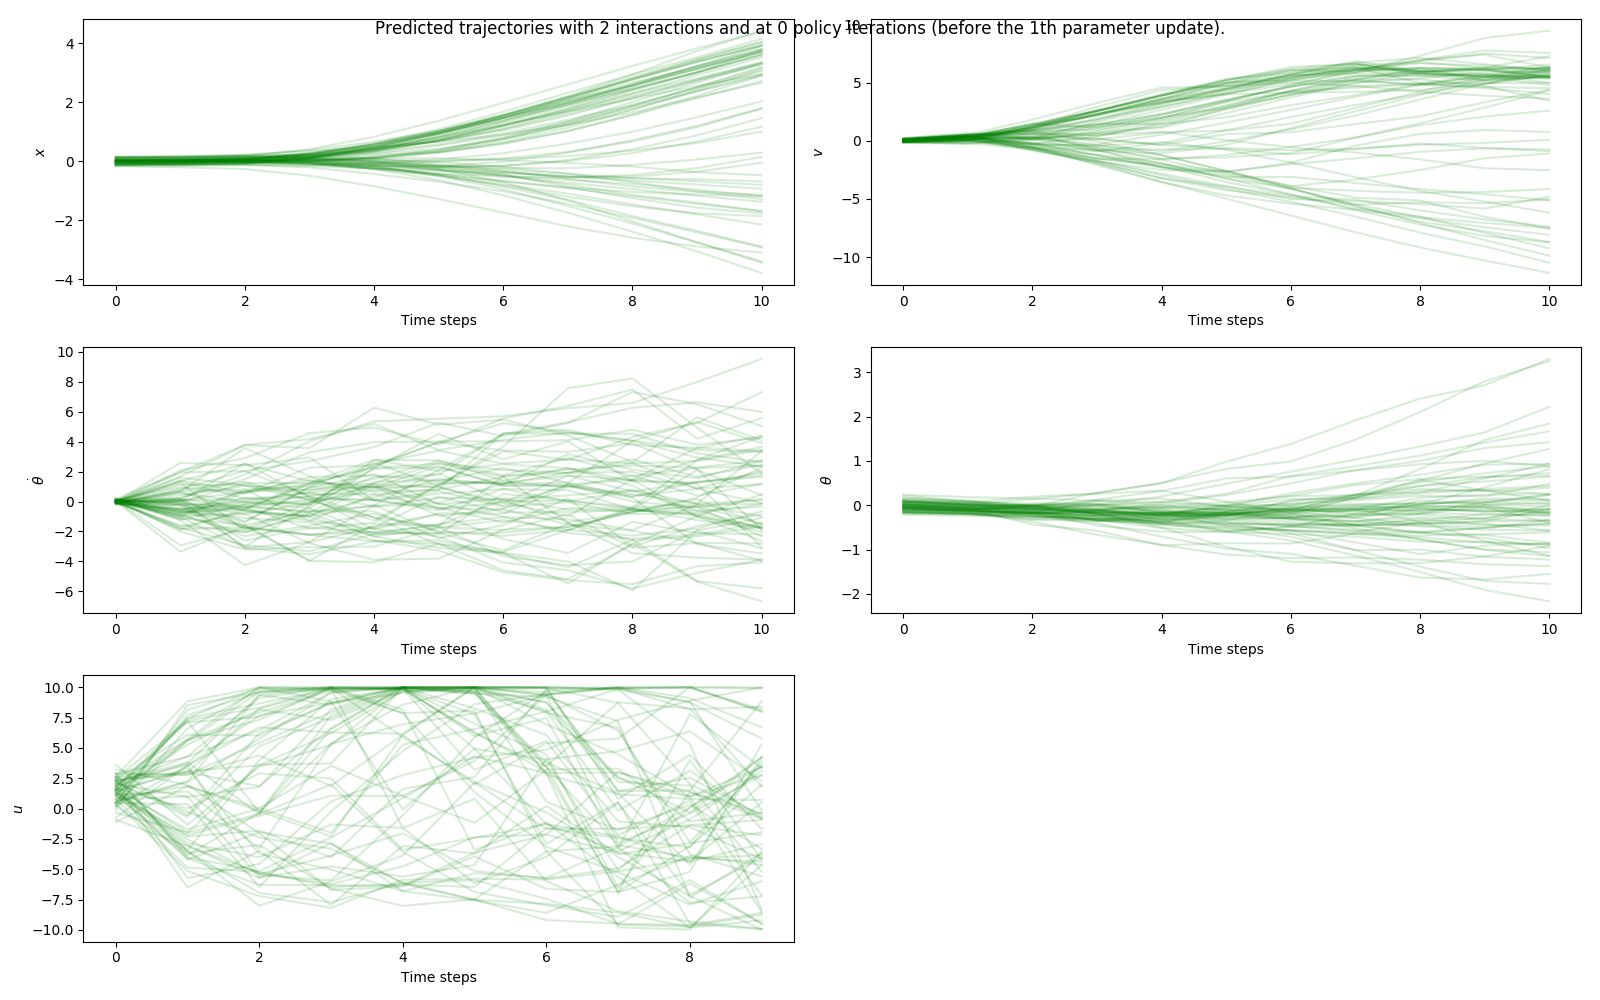 Predicted trajectories with 2 interactions and at 0 policy iterations (before the 1th parameter update).
4
2
0
−2
−4
x
0 2 4 6 8 10
Time steps
10
5
0
−5
−10
v
0 2 4 6 8 10
Time steps
10
8
6
4
2
0
−2
−4
−6
θ̇
0 2 4 6 8 10
Time steps
3
2
1
0
−1
−2
θ
0 2 4 6 8 10
Time steps
10.0
7.5
5.0
2.5
0.0
−2.5
−5.0
−7.5
−10.0
u
0 2 4 6 8
Time steps